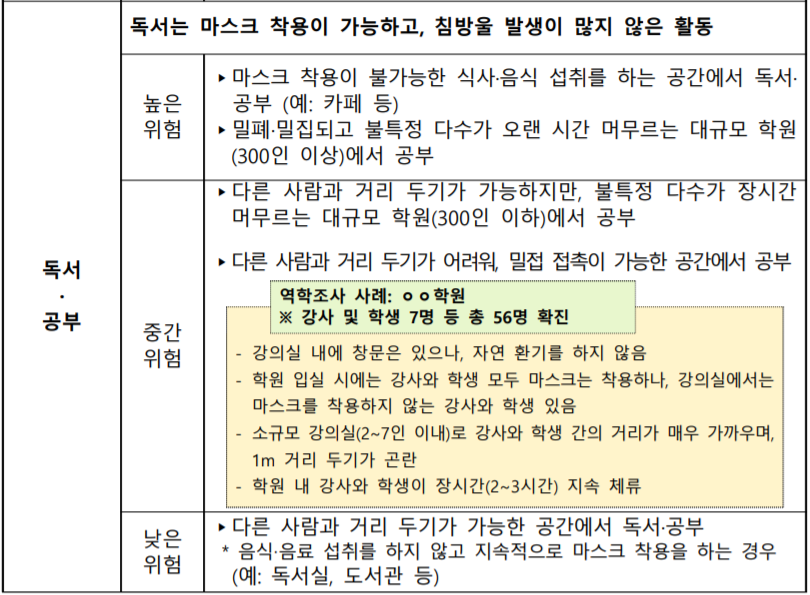 독서는 마스크 착용이 가능하고, 침방울 발생이 많지 않은 활동
독서
·
공부
높은
위험
▸마스크 착용이 불가능한 식사·음식 섭취를 하는 공간에서 독서·
공부 (예: 카페 등)
▸밀폐·밀집되고 불특정 다수가 오랜 시간 머무르는 대규모 학원
(300인 이상)에서 공부
중간
위험
▸다른 사람과 거리 두기가 가능하지만, 불특정 다수가 장시간
머무르는 대규모 학원(300인 이하)에서 공부
▸다른 사람과 거리 두기가 어려워, 밀접 접촉이 가능한 공간에서 공부
역학조사 사례: ㅇㅇ학원
※ 강사 및 학생 7명 등 총 56명 확진
- 강의실 내에 창문은 있으나, 자연 환기를 하지 않음
- 학원 입실 시에는 강사와 학생 모두 마스크는 착용하나, 강의실에서는
마스크를 착용하지 않는 강사와 학생 있음
- 소규모 강의실(2~7인 이내)로 강사와 학생 간의 거리가 매우 가까우며,
1m 거리 두기가 곤란
- 학원 내 강사와 학생이 장시간(2~3시간) 지속 체류
낮은
위험
▸다른 사람과 거리 두기가 가능한 공간에서 독서·공부
* 음식·음료 섭취를 하지 않고 지속적으로 마스크 착용을 하는 경우
(예: 독서실, 도서관 등)